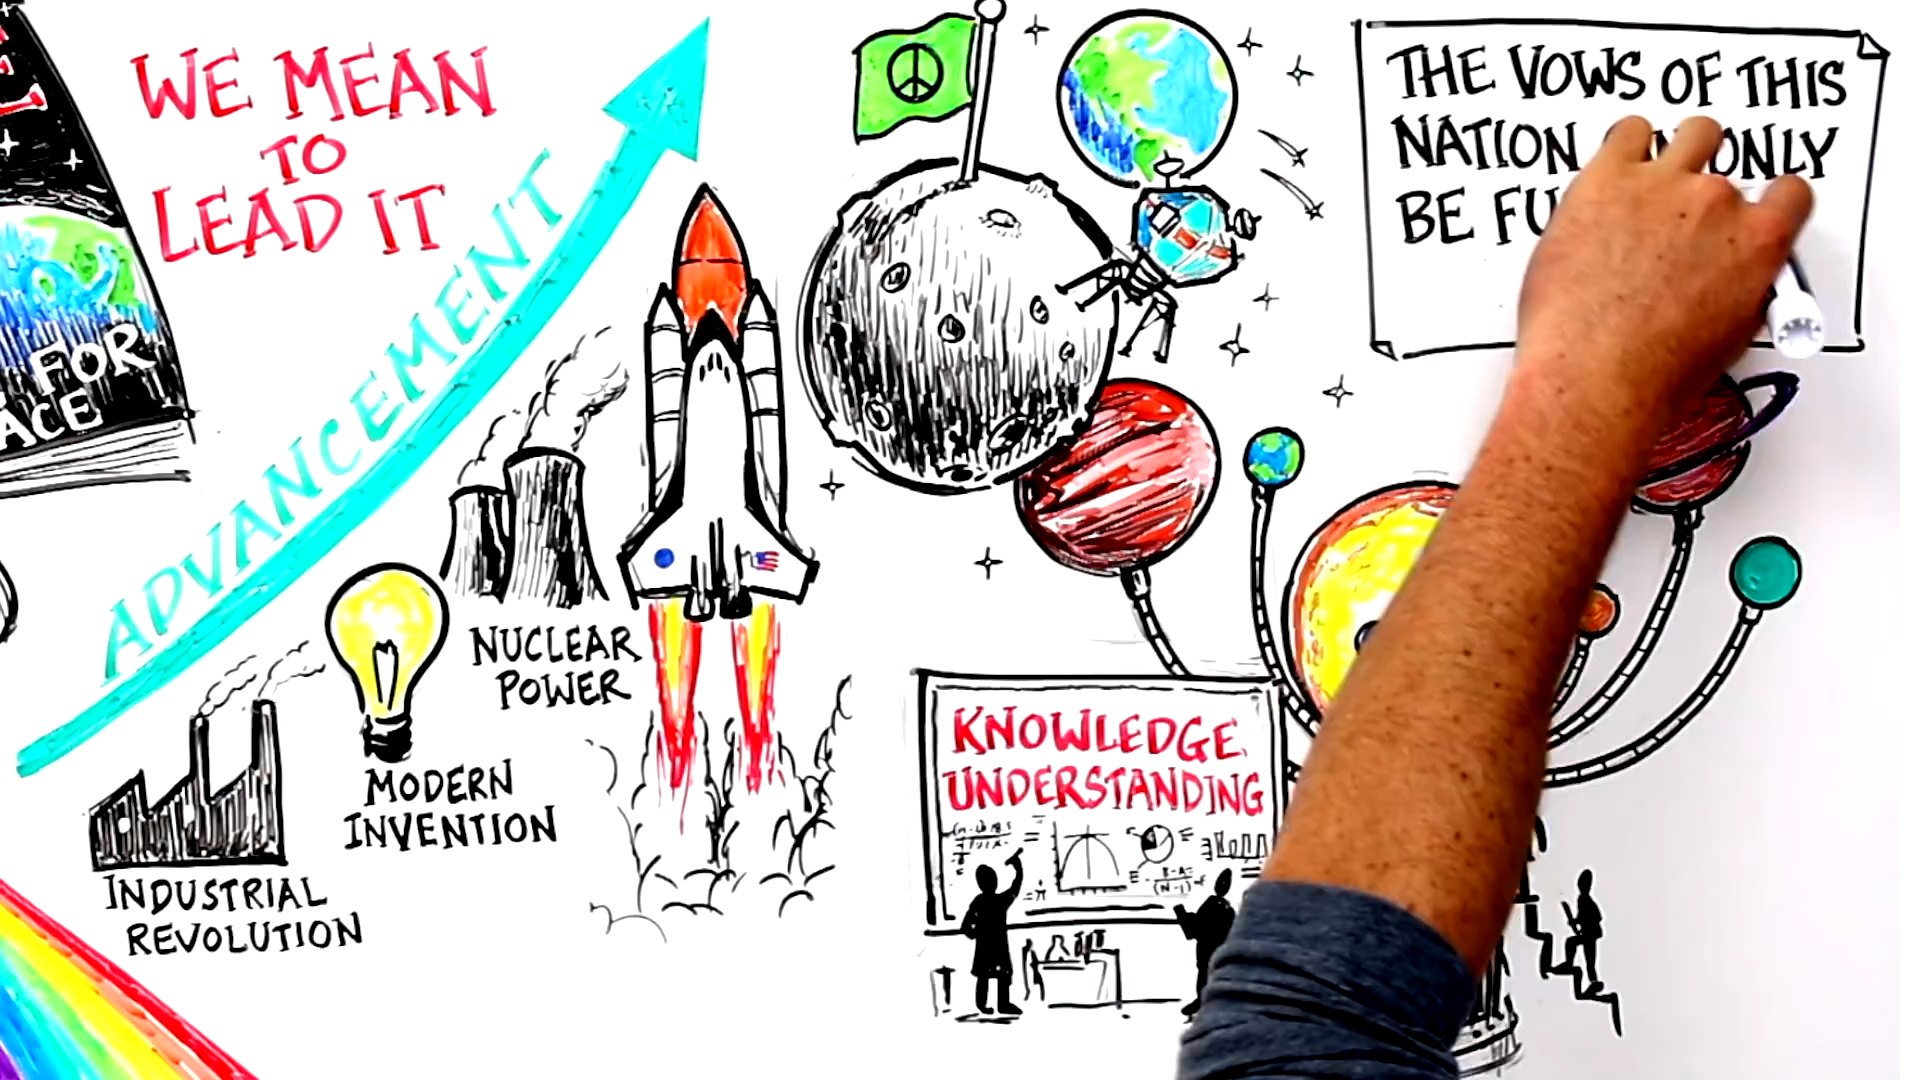 WE MEAN
TO
LEAD IT
FOR
ADVANCEMENT
NUCLEAR
POWER
MODERN
INVENTION
INDUSTRIAL
REVOLUTION
THE VOWS OF THIS
NATION ONLY
BE
KNOWLEDGE
UNDERSTANDING